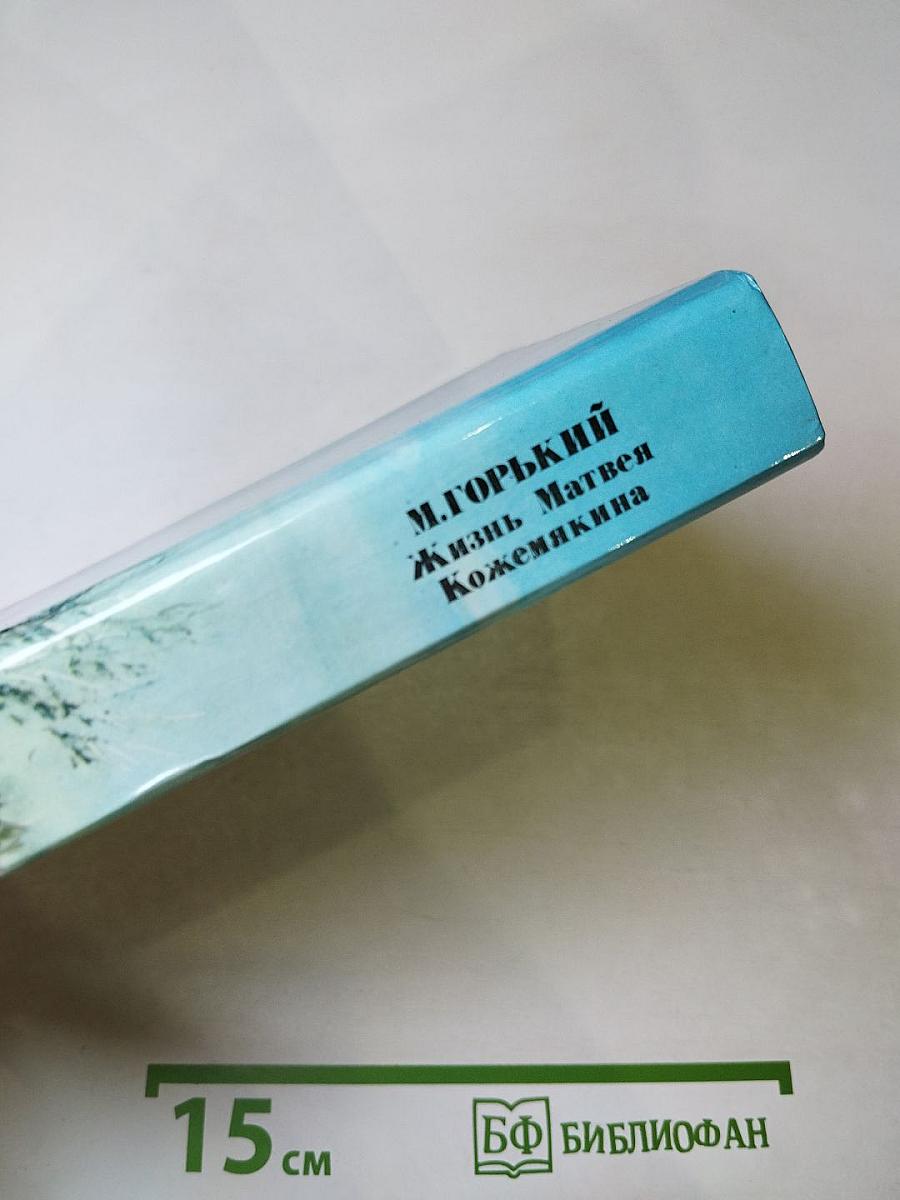 М.ГОРЬКИЙ
Жизнь Матвея
Кожемякина
15 см
БФ БИБЛИОФАН